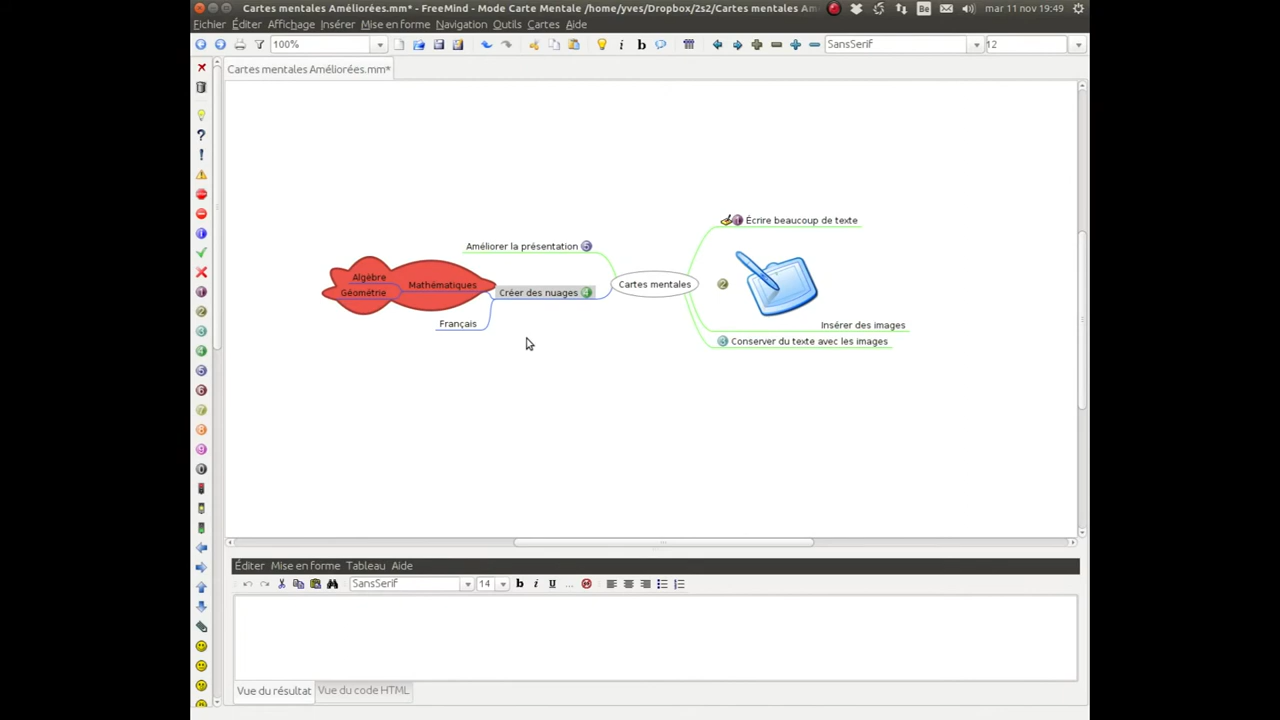 Cartes mentales Améliorées.mm* - FreeMind - Mode Carte Mentale /home/yves/Dropbox/2s2/Cartes mentales Am
Be
mar 11 nov 19:49
Fichier Éditer Affichage Insérer Mise en forme Navigation Outils Cartes Aide
100%
SansSerif
12
Cartes mentales Améliorées.mm*
Écrire beaucoup de texte
Améliorer la présentation
Algèbre
Mathématiques
Cartes mentales
Géométrie
Créer des nuages
Français
Insérer des images
Conserver du texte avec les images
Éditer Mise en forme Tableau Aide
SansSerif
14
Vue du résultat
Vue du code HTML